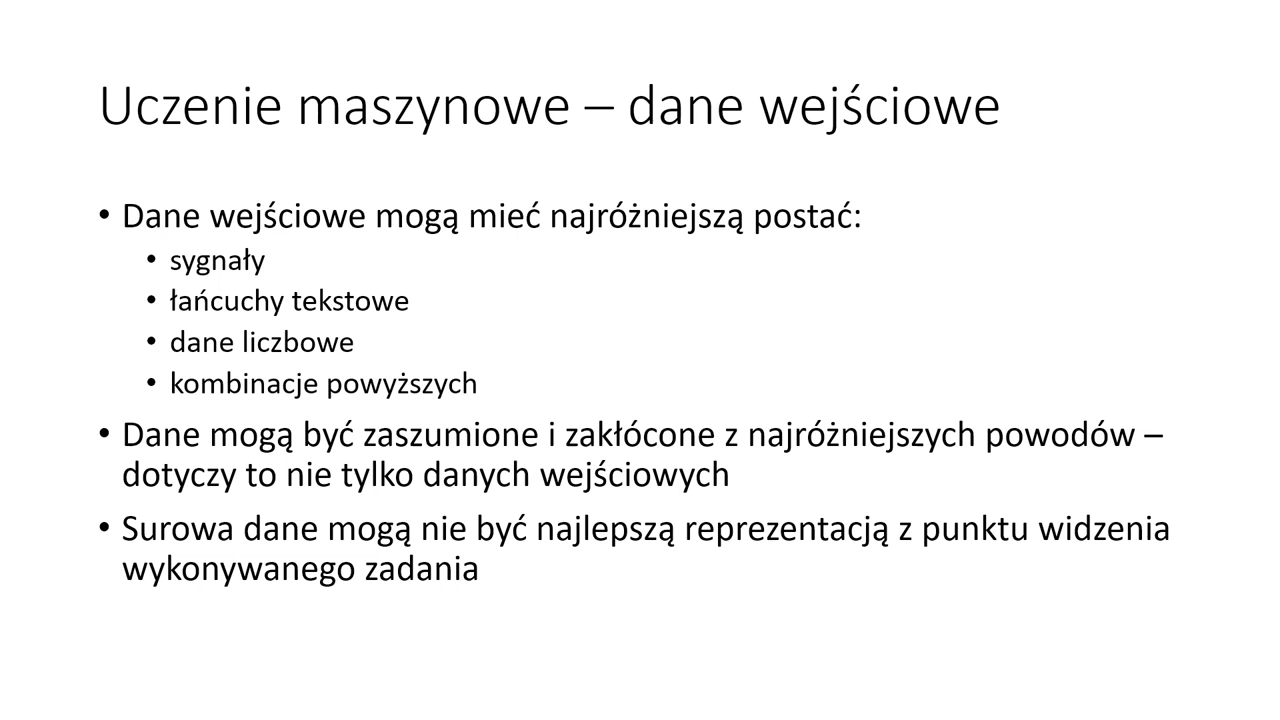 Uczenie maszynowe – dane wejściowe
• Dane wejściowe mogą mieć najróżniejszą postać:
• sygnały
• łańcuchy tekstowe
• dane liczbowe
• kombinacje powyższych
• Dane mogą być zaszumione i zakłócone z najróżniejszych powodów –
dotyczy to nie tylko danych wejściowych
• Surowa dane mogą nie być najlepszą reprezentacją z punktu widzenia
wykonywanego zadania